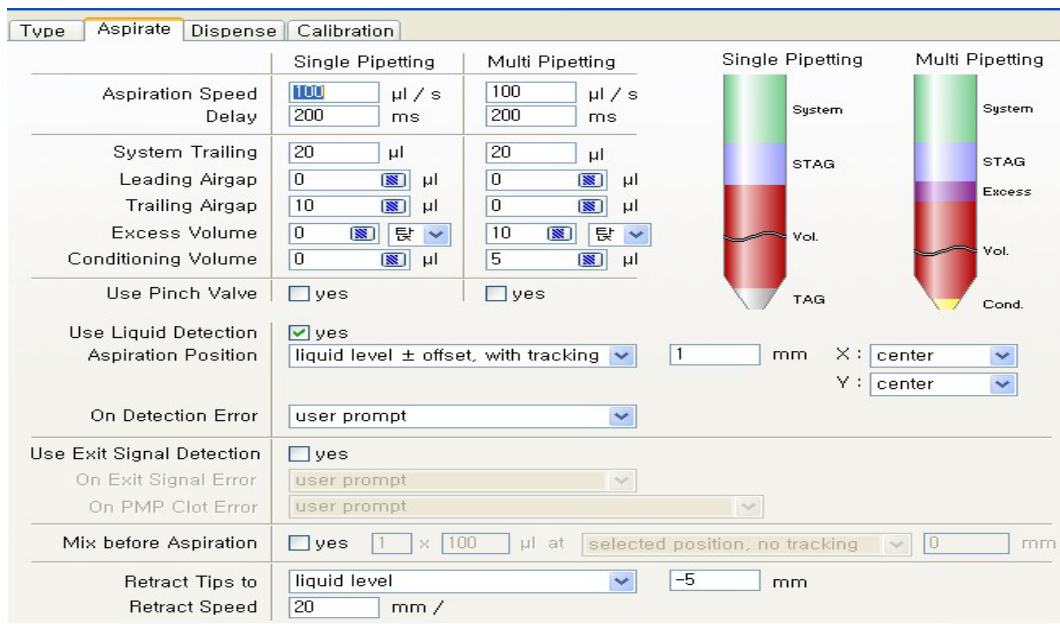 Type Aspirate Dispense Calibration
Single Pipetting Multi Pipetting Single Pipetting Multi Pipetting
Aspiration Speed 100 µl / s 100 µl / s
Delay 200 ms 200 ms
System System
System Trailing 20 µl 20 µl
STAG STAG
Leading Airgap 0 µl 0 µl
Excess
Trailing Airgap 10 µl 0 µl
Excess Volume 0 탖 10 탖
Vol. Vol.
Conditioning Volume 0 µl 5 µl
Use Pinch Valve yes yes
TAG Cond.
Use Liquid Detection yes
Aspiration Position liquid level ± offset, with tracking 1 mm X : center
Y : center
On Detection Error user prompt
Use Exit Signal Detection yes
On Exit Signal Error user prompt
On PMP Clot Error user prompt
Mix before Aspiration yes 1 x 100 µl at selected position, no tracking 0 mm
Retract Tips to liquid level -5 mm
Retract Speed 20 mm /